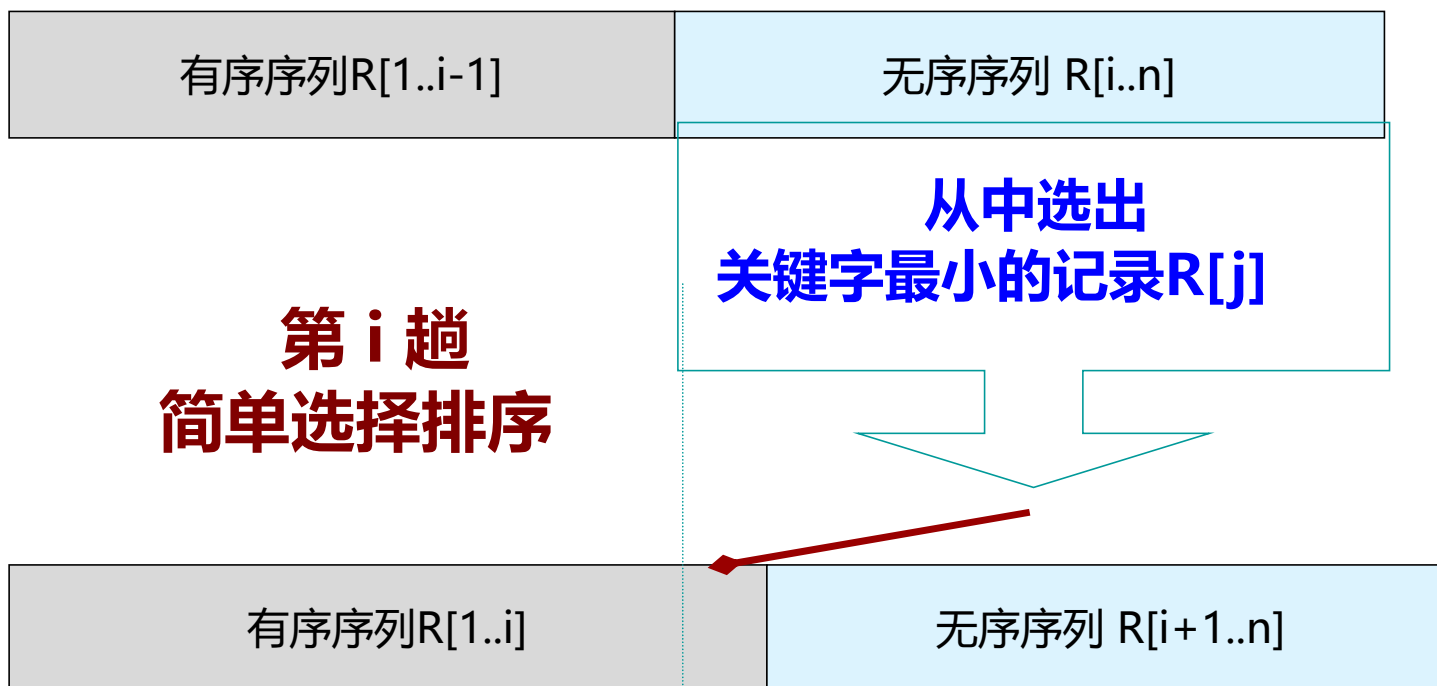 有序序列R[1..i-1]
无序序列 R[i..n]
从中选出
关键字最小的记录R[j]
第 i 趟
简单选择排序
有序序列R[1..i]
无序序列 R[i+1..n]